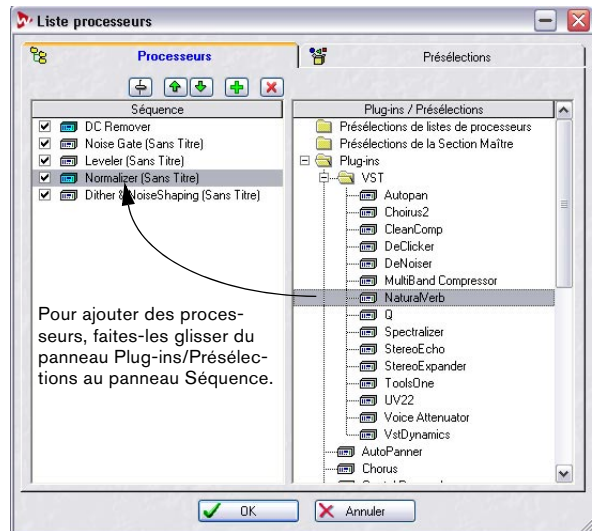 Liste processeurs
Processeurs
Présélections
Séquence
DC Remover
Noise Gate (Sans Titre)
Leveler (Sans Titre)
Normalizer (Sans Titre)
Dither & NoiseShaping (Sans Titre)
Pour ajouter des proces-
seurs, faites-les glisser du
panneau Plug-ins/Présélec-
tions au panneau Séquence.
Plug-ins / Présélections
Présélections de listes de processeurs
Présélections de la Section Maître
Plug-ins
VST
Autopan
Choirus2
CleanComp
DeClicker
DeNoiser
MultiBand Compressor
NaturalVerb
Q
Spectralizer
StereoEcho
StereoExpander
ToolsOne
UV22
Voice Attenuator
VstDynamics
AutoPanner
Chorus
OK
Annuler